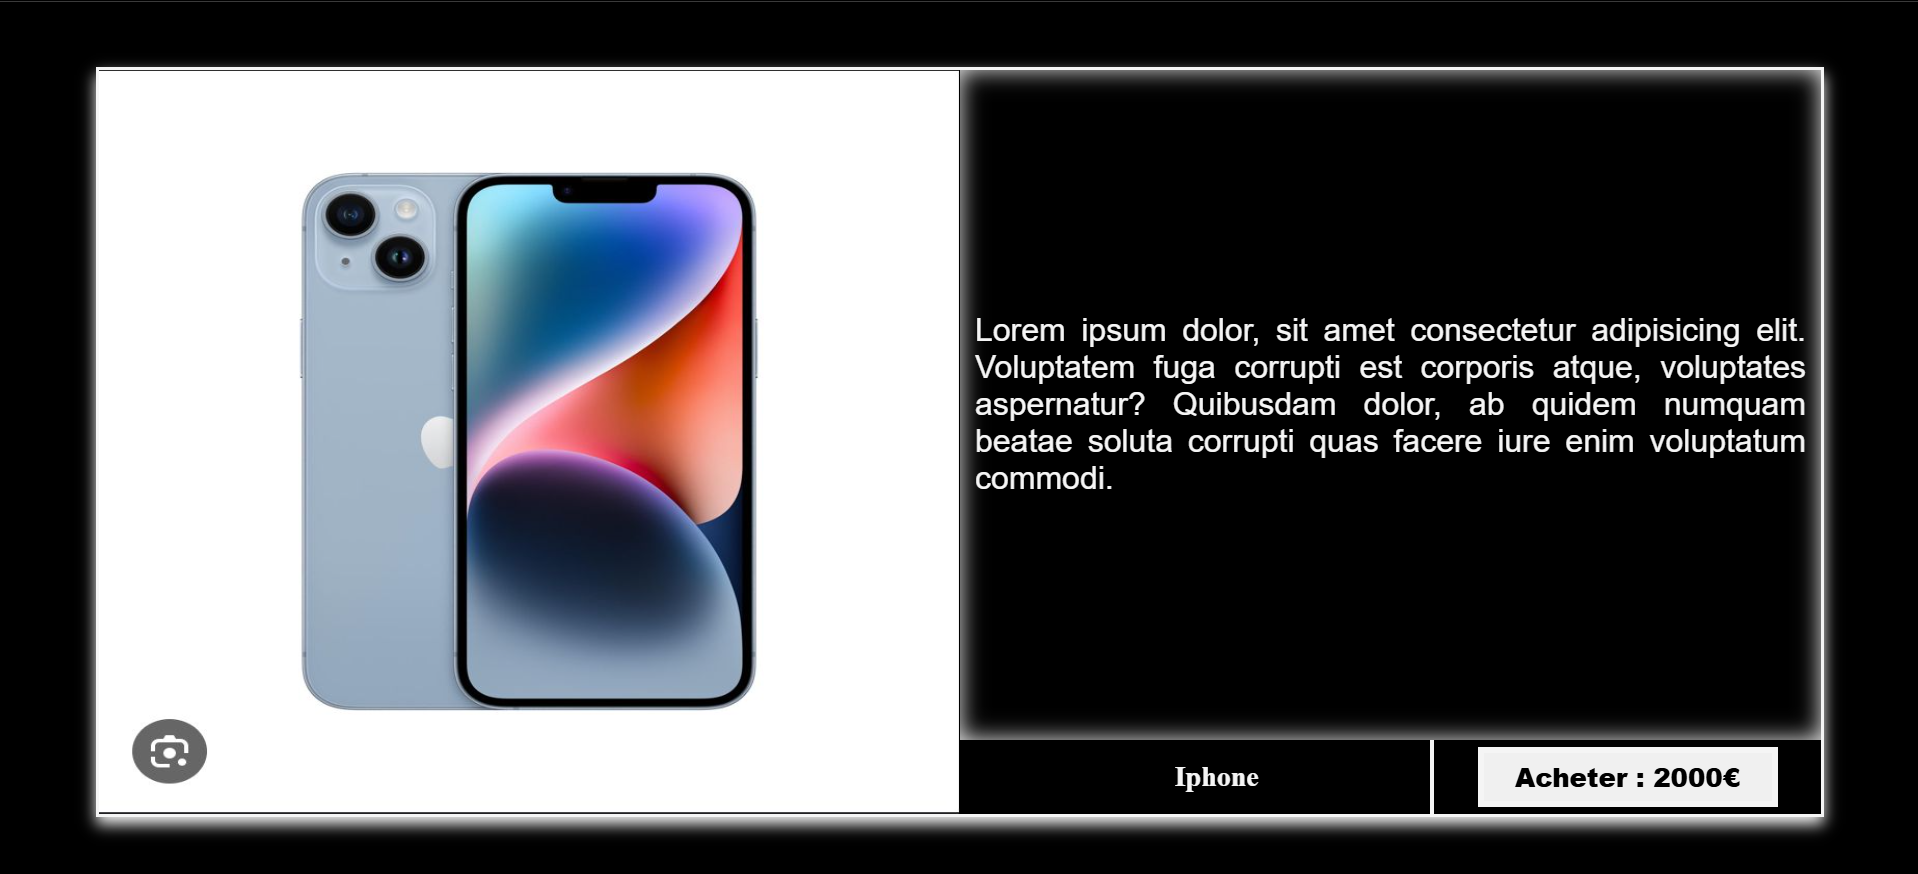 Lorem ipsum dolor, sit amet consectetur adipisicing elit.
Voluptatem fuga corrupti est corporis atque, voluptates
aspernatur? Quibusdam dolor, ab quidem numquam
beatae soluta corrupti quas facere iure enim voluptatum
commodi.
Iphone
Acheter : 2000€